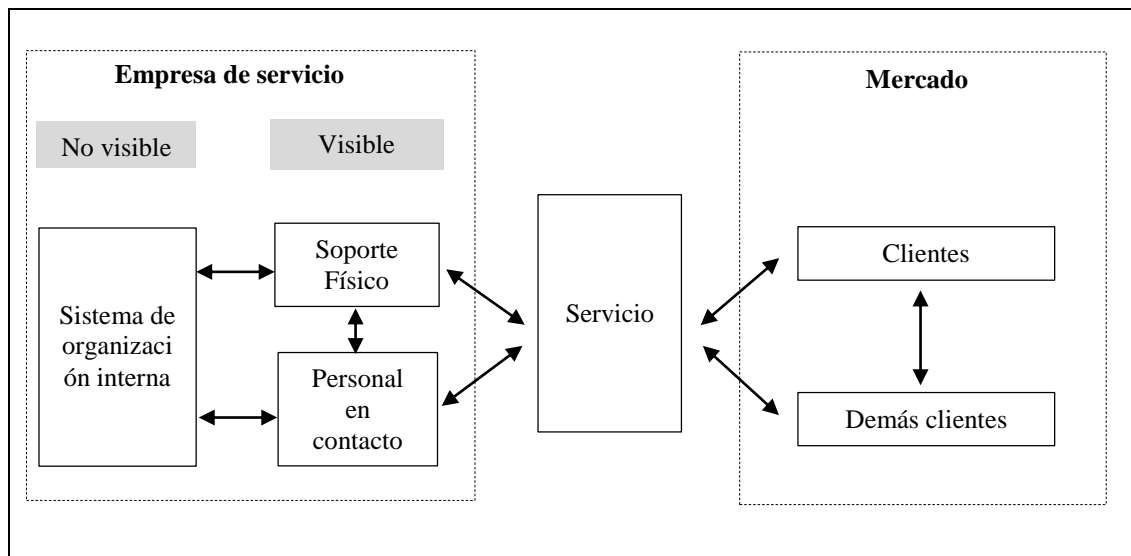 Empresa de servicio
Mercado
No visible
Visible
Soporte
Físico
Clientes
Servicio
Sistema de
organizaci
ón interna
Personal
en
contacto
Demás clientes